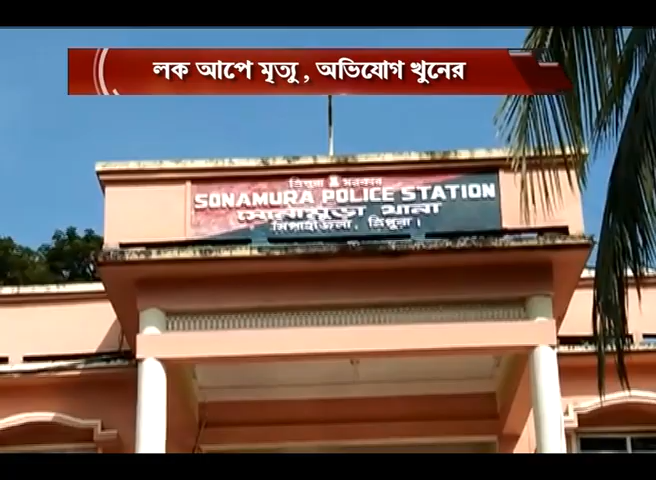 লক আপে মৃত্যু, অভিযোগ খুনের
ত্রিপুরা সরকার
SONAMURA POLICE STATION
সোনামুড়া থানা
সিপাহীজলা, ত্রিপুরা।